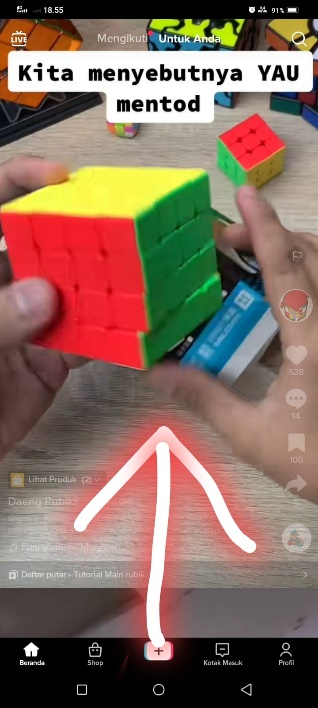 18.55
91%
LIVE
Mengikuti
Untuk Anda
Kita menyebutnya YAU
mentod
528
14
100
Lihat Produk (2)
Daeng Rubik
Daftar putar › Tutorial Main rubik
Beranda
Shop
Kotak Masuk
Profil